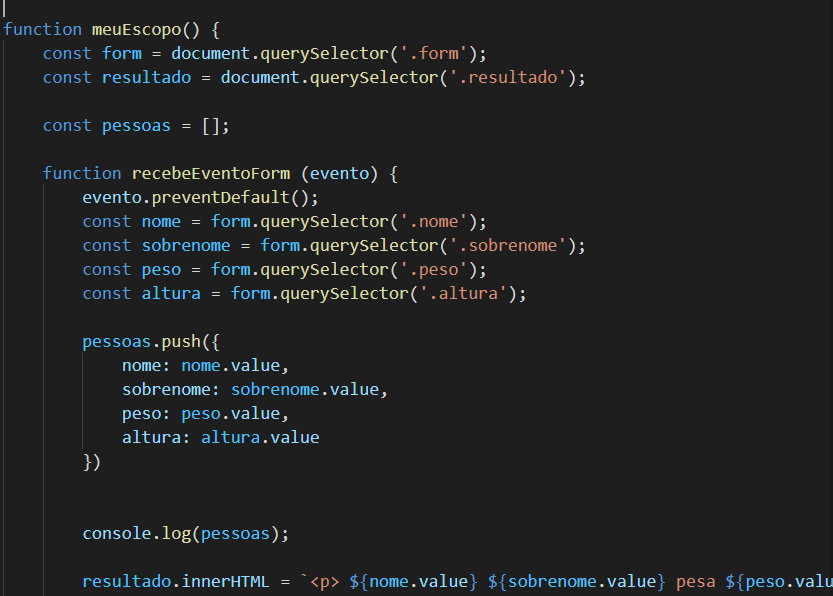 function meuEscopo() {
    const form = document.querySelector('.form');
    const resultado = document.querySelector('.resultado');

    const pessoas = [];

    function recebeEventoForm (evento) {
        evento.preventDefault();
        const nome = form.querySelector('.nome');
        const sobrenome = form.querySelector('.sobrenome');
        const peso = form.querySelector('.peso');
        const altura = form.querySelector('.altura');

        pessoas.push({
            nome: nome.value,
            sobrenome: sobrenome.value,
            peso: peso.value,
            altura: altura.value
        })

        console.log(pessoas);

        resultado.innerHTML = `<p> ${nome.value} ${sobrenome.value} pesa ${peso.valu